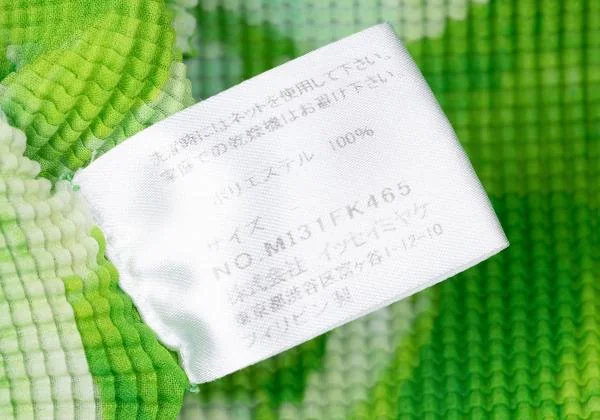 洗濯時にはネットを使用して下さい。
家庭での乾燥機はお避け下さい。
ポリエステル 100%
サイズ
NO.MI31FK465
株式会社 イッセイミヤケ
東京都渋谷区富ヶ谷1-12-10
フィリピン製